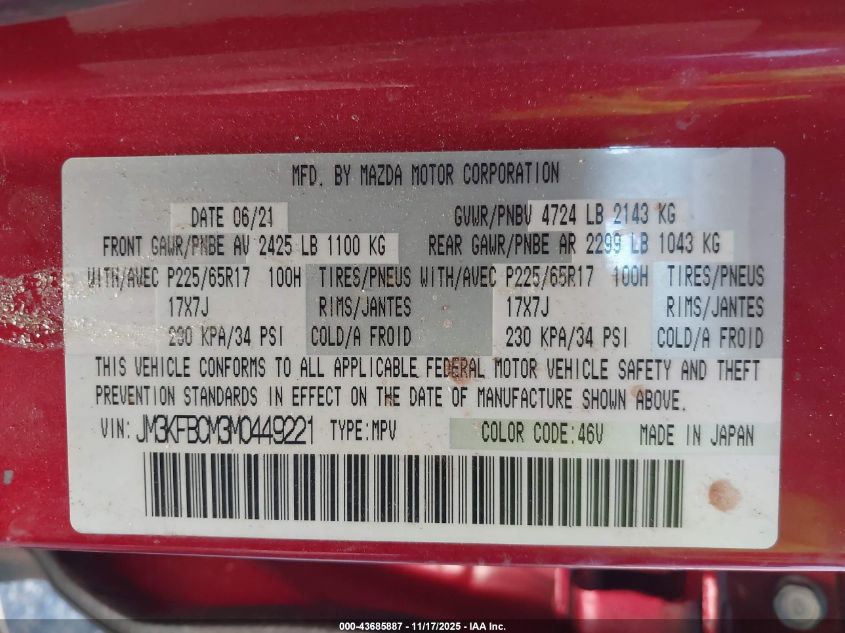 MFD. BY MAZDA MOTOR CORPORATION
DATE 06/21 GVWR/PNBV 4724 LB 2143 KG
FRONT GAWR/PNBE AV 2425 LB 1100 KG REAR GAWR/PNBE AR 2299 LB 1043 KG
WITH/AVEC P225/65R17 100H TIRES/PNEUS WITH/AVEC P225/65R17 100H TIRES/PNEUS
17X7J RIMS/JANTES 17X7J RIMS/JANTES
230 KPA/34 PSI COLD/A FROID 230 KPA/34 PSI COLD/A FROID
THIS VEHICLE CONFORMS TO ALL APPLICABLE FEDERAL MOTOR VEHICLE SAFETY AND THEFT
PREVENTION STANDARDS IN EFFECT ON THE DATE OF MANUFACTURE SHOWN ABOVE.
VIN: JM3KFBCM3M0449221 TYPE:MPV COLOR CODE:46V MADE IN JAPAN
000-43685887 - 11/17/2025 - IAA Inc.